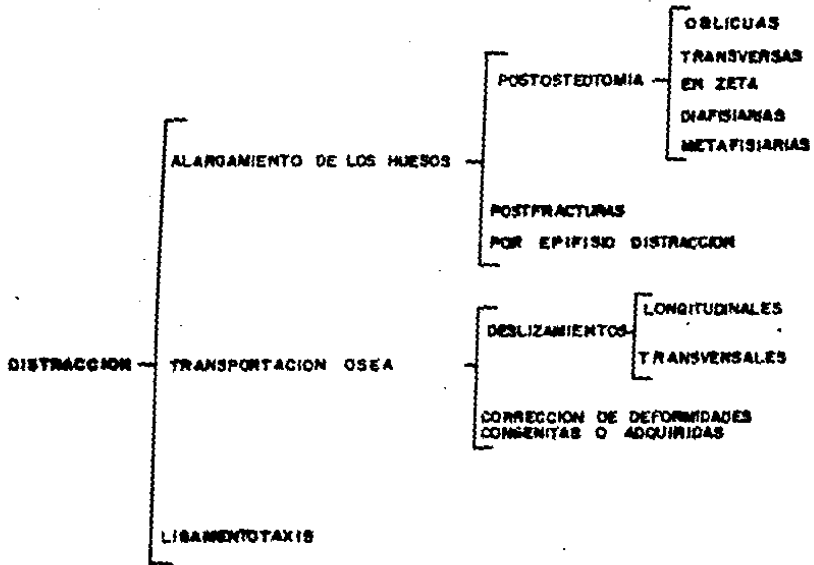 OBLICUAS
TRANSVERSAS
POSTOSTEOTOMIA
EN ZETA
DIAFISIARIAS
METAFISIARIAS
ALARGAMIENTO DE LOS HUESOS
POSTFRACTURAS
POR EPIFISIO DISTRACCION
LONGITUDINALES
DESLIZAMIENTOS
TRANSVERSALES
DISTRACCION
TRANSPORTACION OSEA
CORRECCION DE DEFORMIDADES
CONGENITAS O ADQUIRIDAS
LIGAMENTOTAXIS